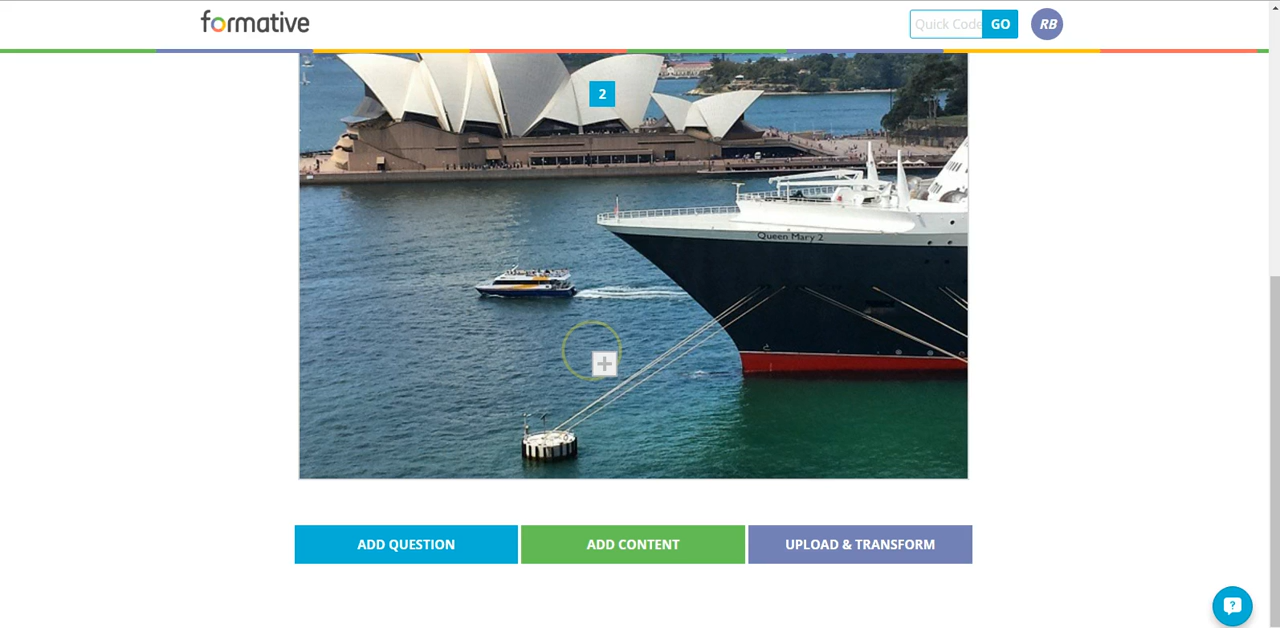 formative
Quick Code GO RB
2
Queen Mary 2
ADD QUESTION ADD CONTENT UPLOAD & TRANSFORM
?